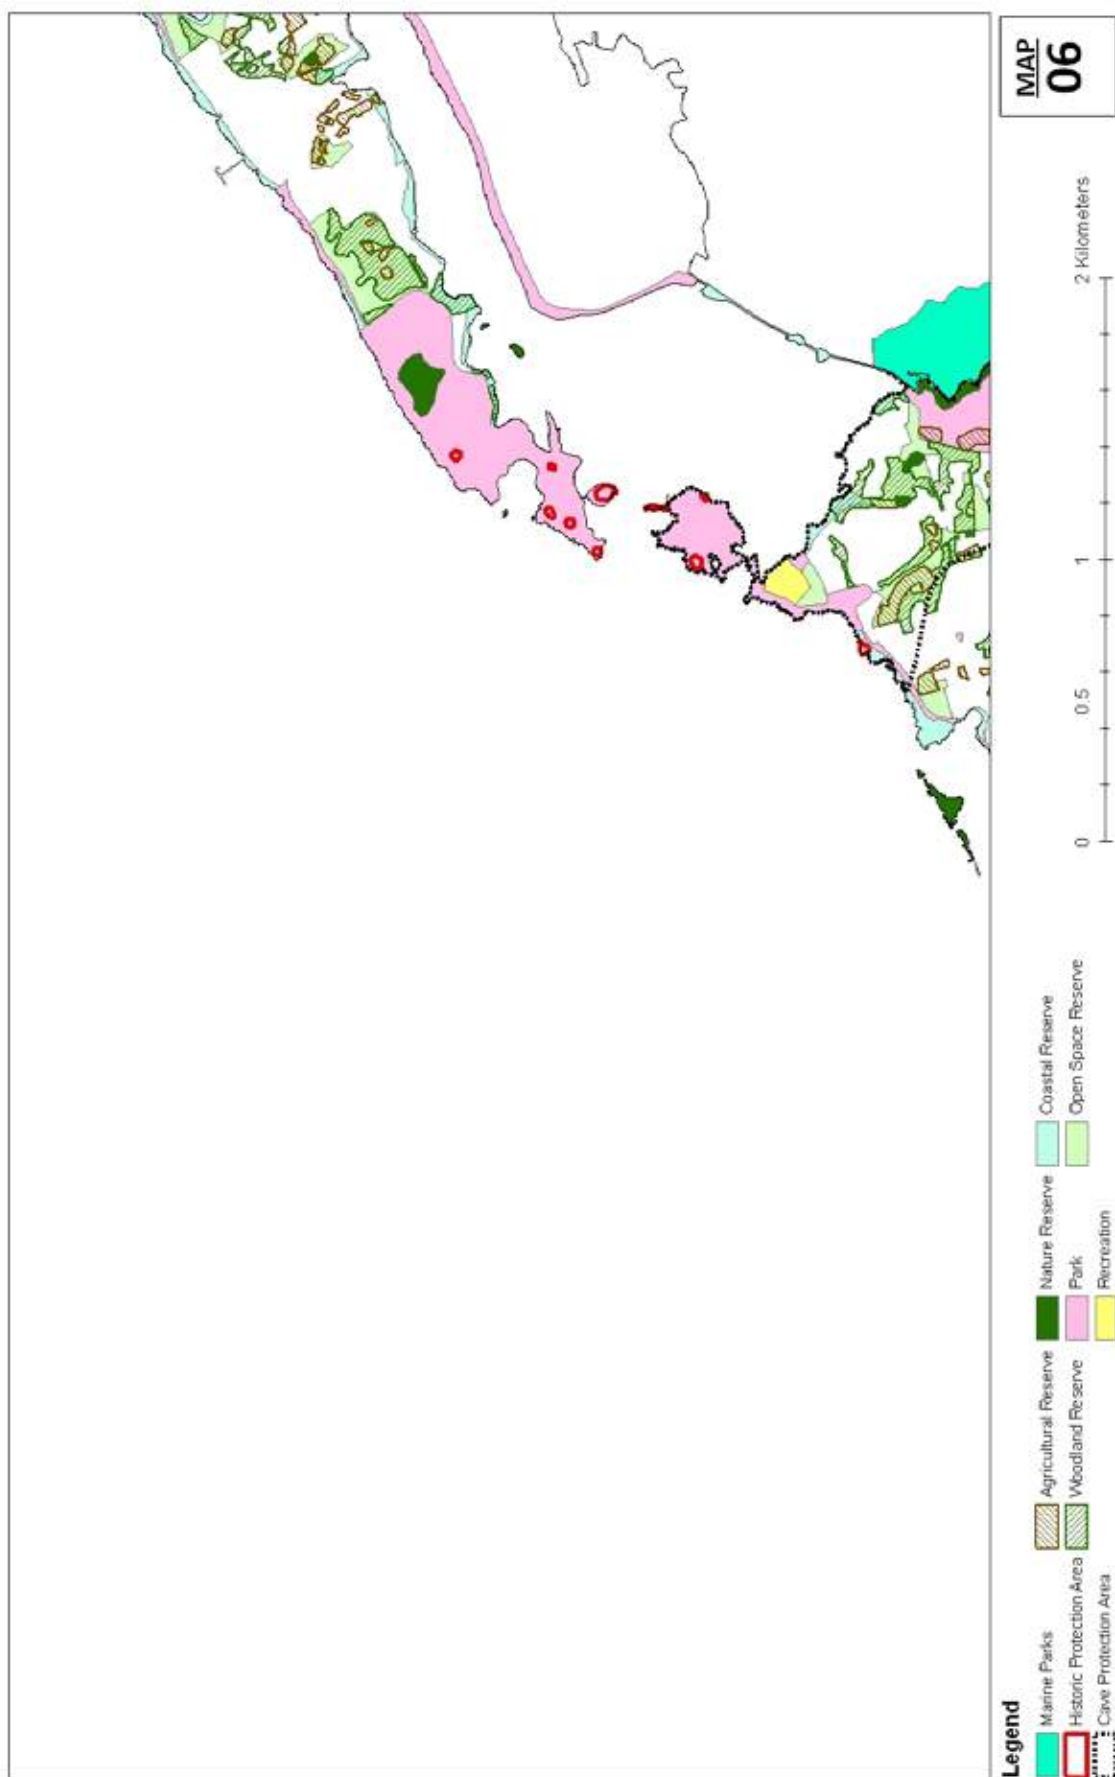 MAP
06
Legend
Marine Parks
Historic Protection Area
Cave Protection Area
Agricultural Reserve
Woodland Reserve
Nature Reserve
Park
Recreation
Coastal Reserve
Open Space Reserve
0 0.5 1 2 Kilometers